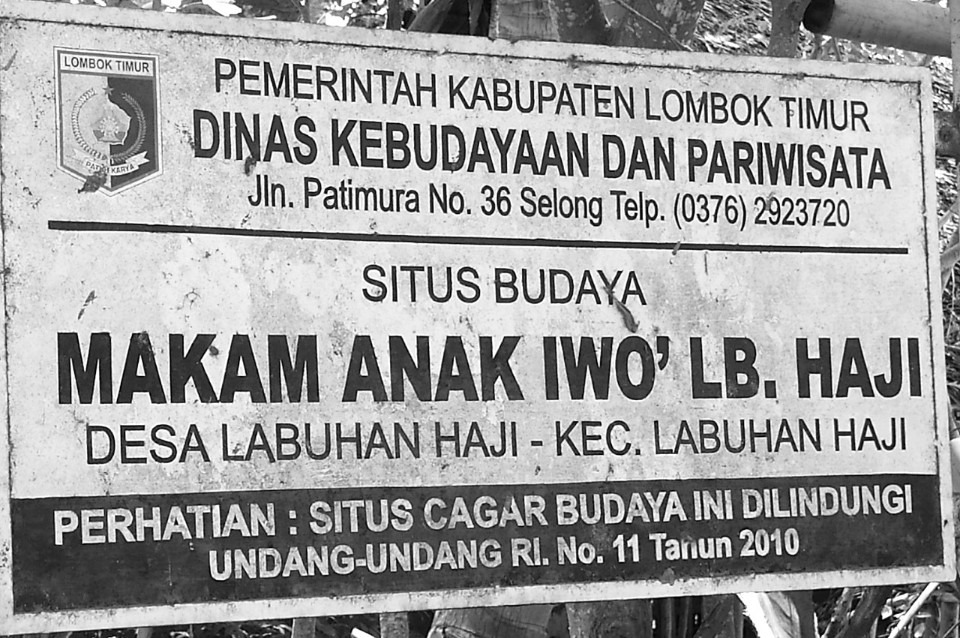 LOMBOK TIMUR
PATUH KARYA
PEMERINTAH KABUPATEN LOMBOK TIMUR
DINAS KEBUDAYAAN DAN PARIWISATA
Jln. Patimura No. 36 Selong Telp. (0376) 2923720
SITUS BUDAYA
MAKAM ANAK IWO' LB. HAJI
DESA LABUHAN HAJI - KEC. LABUHAN HAJI
PERHATIAN : SITUS CAGAR BUDAYA INI DILINDUNGI
UNDANG-UNDANG RI. No. 11 Tahun 2010